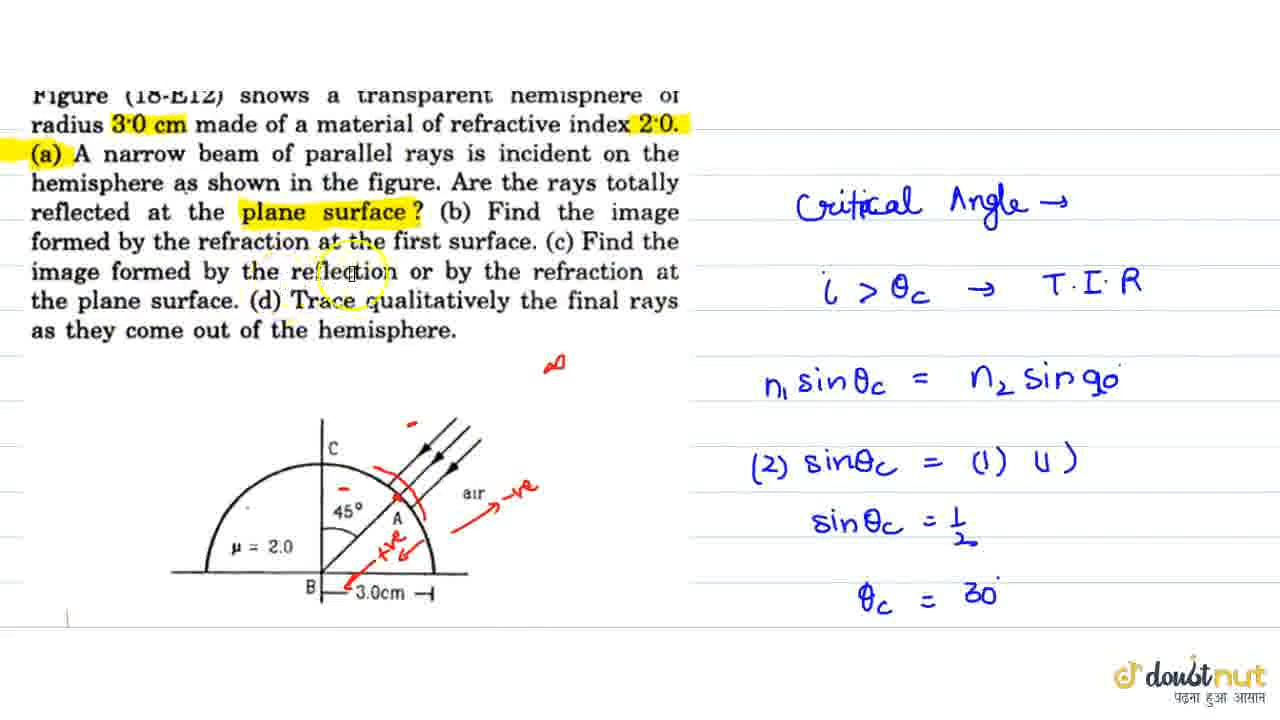 Figure (18-E12) shows a transparent hemisphere of
radius 3·0 cm made of a material of refractive index 2·0.
(a) A narrow beam of parallel rays is incident on the
hemisphere as shown in the figure. Are the rays totally
reflected at the plane surface? (b) Find the image
formed by the refraction at the first surface. (c) Find the
image formed by the reflection or by the refraction at
the plane surface. (d) Trace qualitatively the final rays
as they come out of the hemisphere.
∞
C
45°
A
air
-ve
+ve
μ = 2.0
B
3.0cm
Critical Angle →
i > θc → T.I.R
n₁ sinθc = n₂ sin90°
(2) sinθc = (1) (1)
sinθc = 1/2
θc = 30°
doubtnut
पढ़ना हुआ आसान